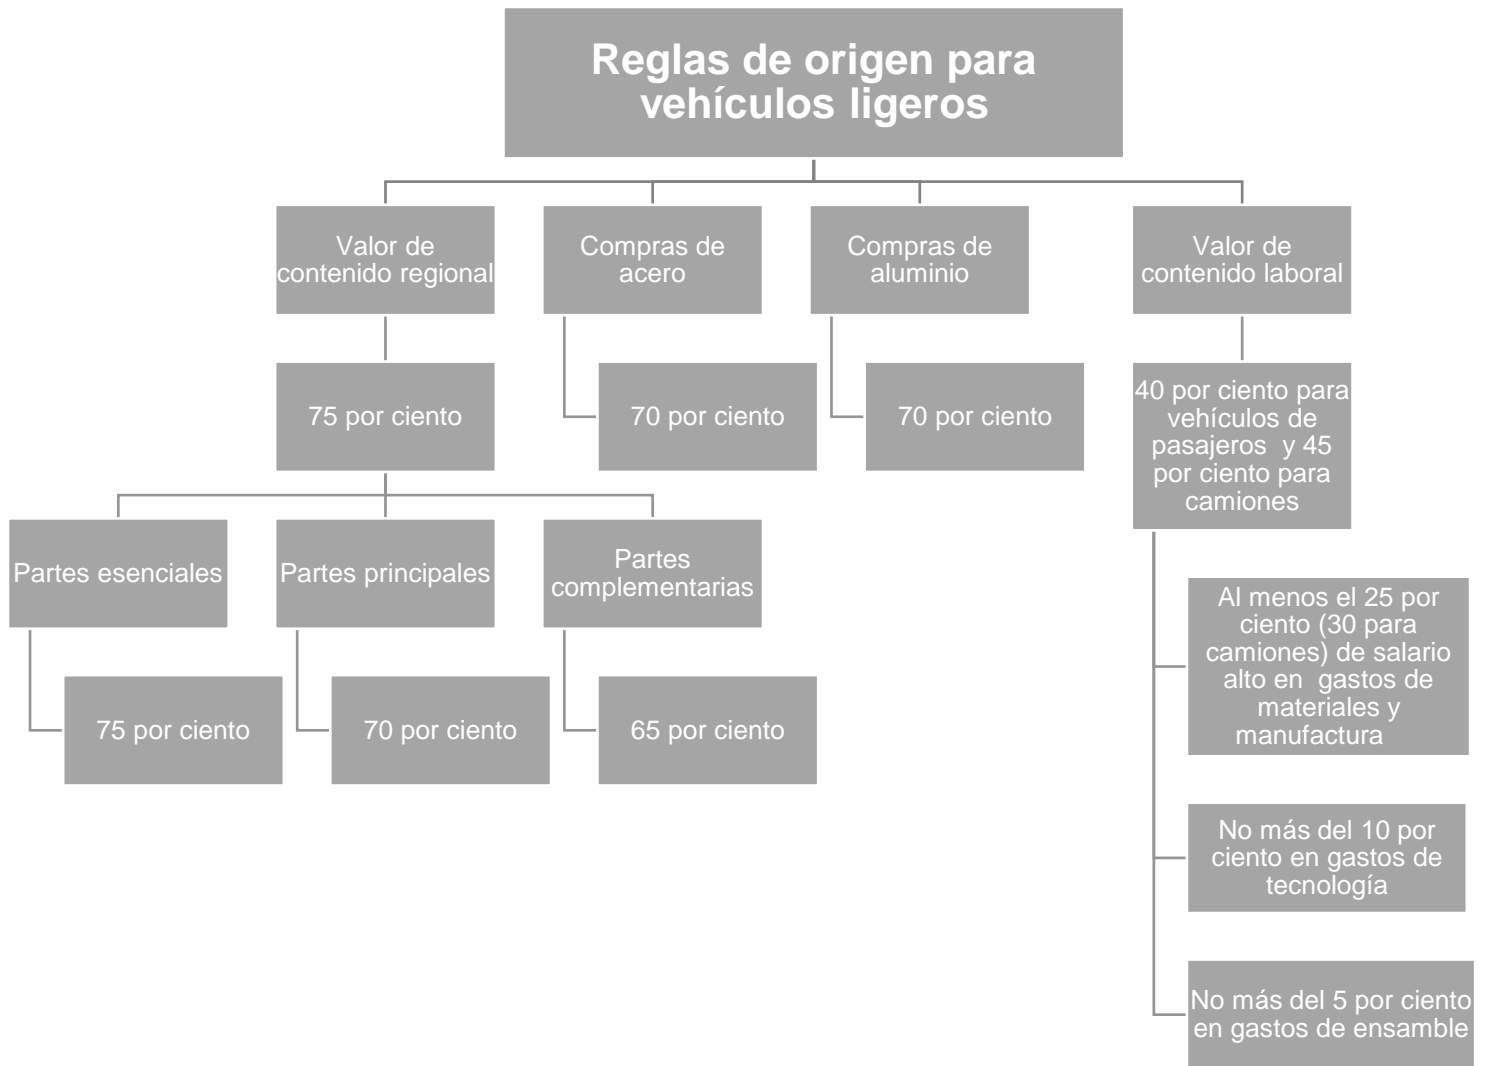 Reglas de origen para
vehículos ligeros
Valor de
contenido regional
Compras de
acero
Compras de
aluminio
Valor de
contenido laboral
75 por ciento
70 por ciento
70 por ciento
40 por ciento para
vehículos de
pasajeros y 45
por ciento para
camiones
Partes esenciales
Partes principales
Partes
complementarias
75 por ciento
70 por ciento
65 por ciento
Al menos el 25 por
ciento (30 para
camiones) de salario
alto en gastos de
materiales y
manufactura
No más del 10 por
ciento en gastos de
tecnología
No más del 5 por ciento
en gastos de ensamble